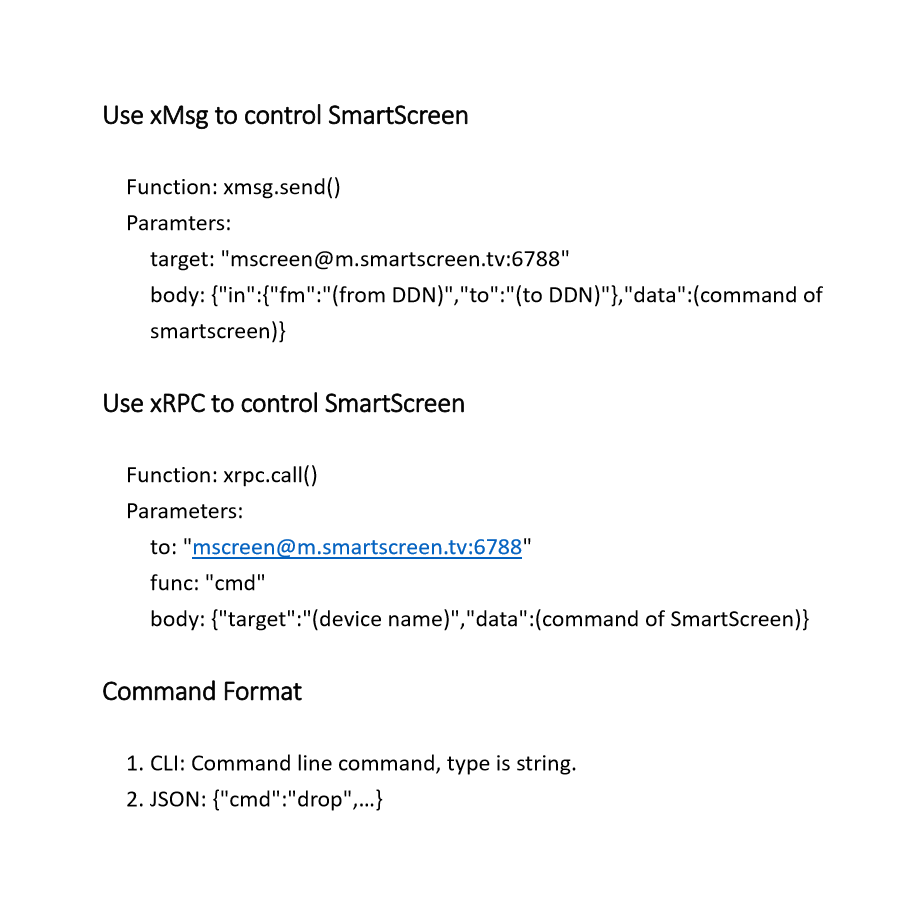 Use xMsg to control SmartScreen
Function: xmsg.send()
Paramters:
target: "mscreen@m.smartscreen.tv:6788"
body: {"in":{"fm":"(from DDN)","to":"(to DDN)"},"data":(command of
smartscreen)}
Use xRPC to control SmartScreen
Function: xrpc.call()
Parameters:
to: "mscreen@m.smartscreen.tv:6788"
func: "cmd"
body: {"target":"(device name)","data":(command of SmartScreen)}
Command Format
1. CLI: Command line command, type is string.
2. JSON: {"cmd":"drop",...}